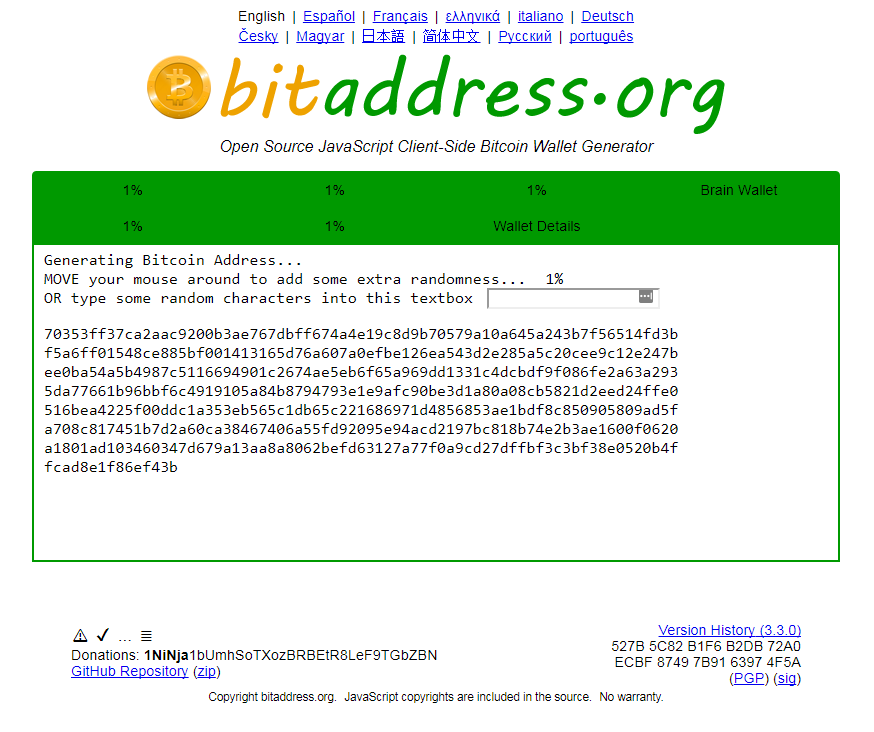 English | Español | Français | ελληνικά | italiano | Deutsch
Česky | Magyar | 日本語 | 简体中文 | Русский | português
bitaddress.org
Open Source JavaScript Client-Side Bitcoin Wallet Generator
1% 1% 1% Brain Wallet
1% 1% Wallet Details
Generating Bitcoin Address...
MOVE your mouse around to add some extra randomness... 1%
OR type some random characters into this textbox
70353ff37ca2aac9200b3ae767dbff674a4e19c8d9b70579a10a645a243b7f56514fd3b
f5a6ff01548ce885bf001413165d76a607a0efbe126ea543d2e285a5c20cee9c12e247b
ee0ba54a5b4987c5116694901c2674ae5eb6f65a969dd1331c4dcbdf9f086fe2a63a293
5da77661b96bbf6c4919105a84b8794793e1e9afc90be3d1a80a08cb5821d2eed24ffe0
516bea4225f00ddc1a353eb565c1db65c221686971d4856853ae1bdf8c850905809ad5f
a708c817451b7d2a60ca38467406a55fd92095e94acd2197bc818b74e2b3ae1600f0620
a1801ad103460347d679a13aa8a8062befd63127a77f0a9cd27dffbf3c3bf38e0520b4f
fcad8e1f86ef43b
Donations: 1NiNja1bUmhSoTXozBRBEtR8LeF9TGbZBN
GitHub Repository (zip)
Version History (3.3.0)
527B 5C82 B1F6 B2DB 72A0
ECBF 8749 7B91 6397 4F5A
(PGP) (sig)
Copyright bitaddress.org. JavaScript copyrights are included in the source. No warranty.